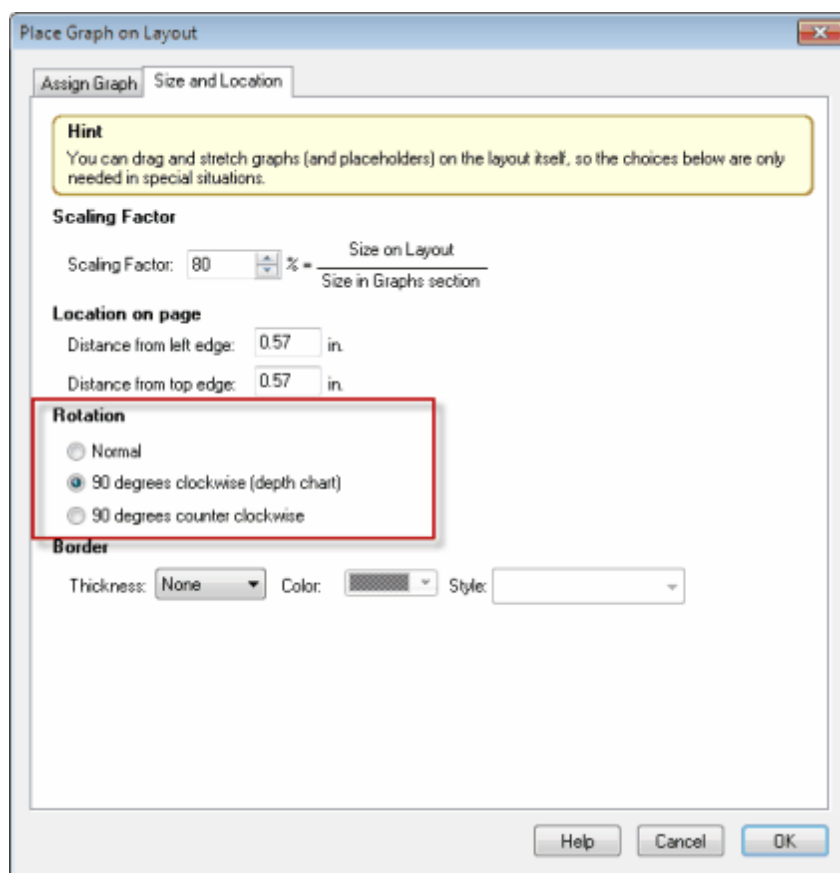 Place Graph on Layout
Assign Graph
Size and Location
Hint
You can drag and stretch graphs (and placeholders) on the layout itself, so the choices below are only
needed in special situations.
Scaling Factor
Scaling Factor: 80 % = Size on Layout
Size in Graphs section
Location on page
Distance from left edge: 0.57 in.
Distance from top edge: 0.57 in.
Rotation
Normal
90 degrees clockwise (depth chart)
90 degrees counter clockwise
Border
Thickness: None Color: Style:
Help Cancel OK